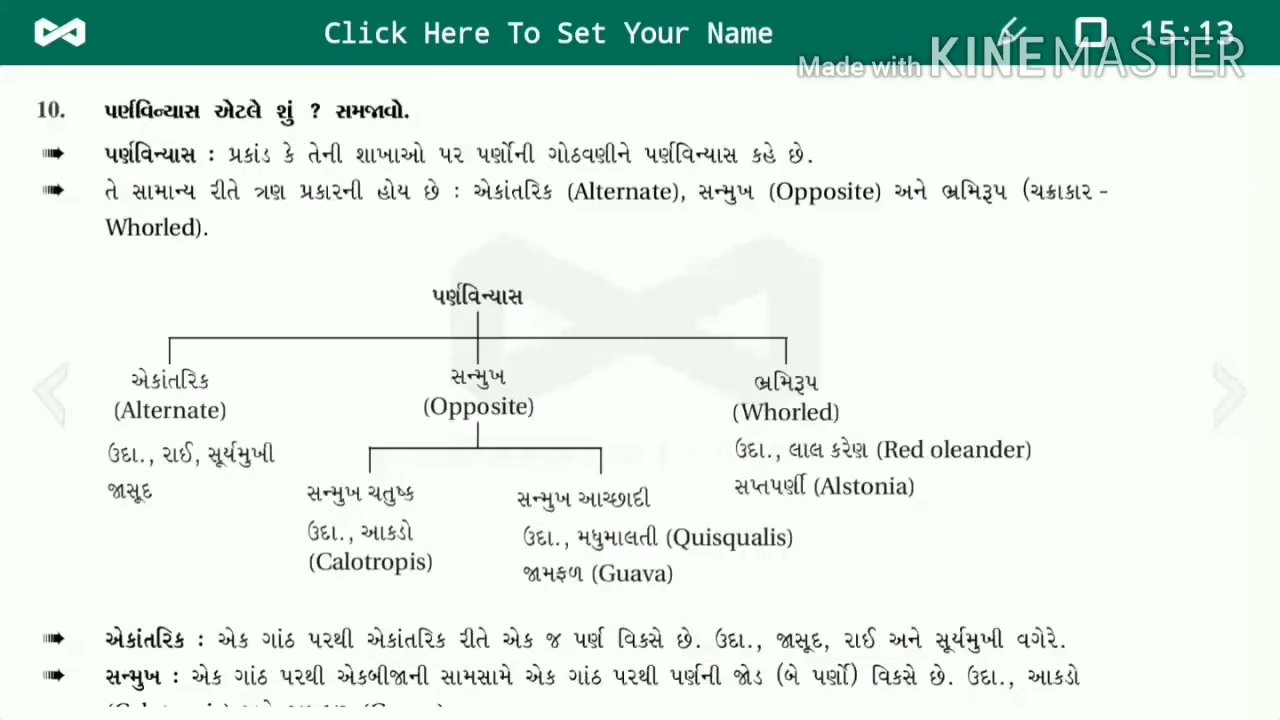 Click Here To Set Your Name
15:13
Made with KINEMASTER
10. પર્ણવિન્યાસ એટલે શું ? સમજાવો.
પર્ણવિન્યાસ : પ્રકાંડ કે તેની શાખાઓ પર પર્ણોની ગોઠવણીને પર્ણવિન્યાસ કહે છે.
તે સામાન્ય રીતે ત્રણ પ્રકારની હોય છે : એકાંતરિક (Alternate), સન્મુખ (Opposite) અને ભ્રમિરૂપ (ચક્રાકાર -
Whorled).
પર્ણવિન્યાસ
એકાંતરિક
(Alternate)
ઉદા., રાઈ, સૂર્યમુખી
જાસૂદ
સન્મુખ
(Opposite)
સન્મુખ ચતુષ્ક
ઉદા., આકડો
(Calotropis)
સન્મુખ આચ્છાદી
ઉદા., મધુમાલતી (Quisqualis)
જામફળ (Guava)
ભ્રમિરૂપ
(Whorled)
ઉદા., લાલ કરેણ (Red oleander)
સપ્તપર્ણી (Alstonia)
એકાંતરિક : એક ગાંઠ પરથી એકાંતરિક રીતે એક જ પર્ણ વિકસે છે. ઉદા., જાસૂદ, રાઈ અને સૂર્યમુખી વગેરે.
સન્મુખ : એક ગાંઠ પરથી એકબીજાની સામસામે એક ગાંઠ પરથી પર્ણની જોડ (બે પર્ણો) વિકસે છે. ઉદા., આકડો